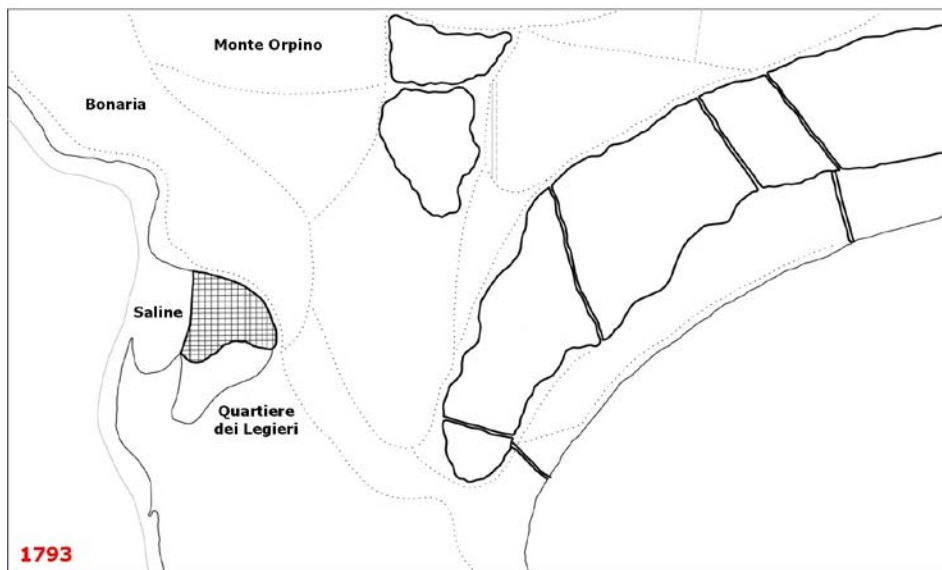 Monte Orpino
Bonaria
Saline
Quartiere
dei Legieri
1793